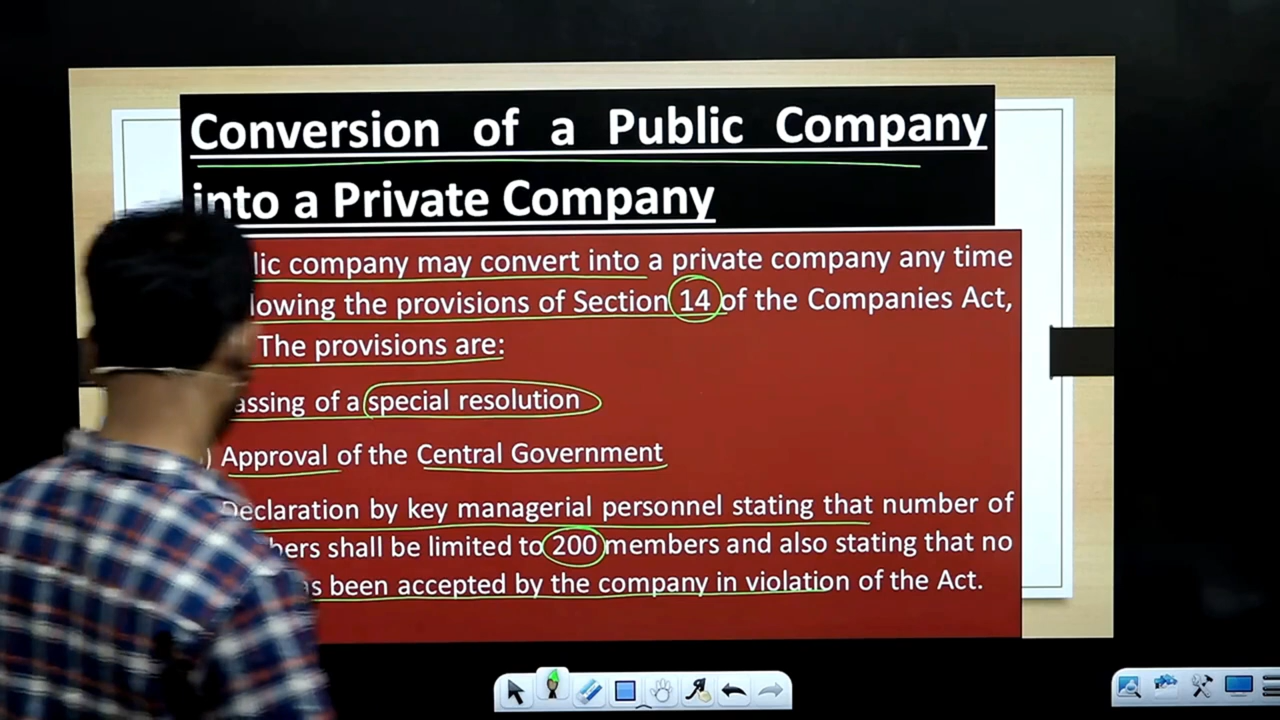 Conversion of a Public Company
into a Private Company
lic company may convert into a private company any time
lowing the provisions of Section 14 of the Companies Act,
The provisions are:
assing of a special resolution
) Approval of the Central Government
Declaration by key managerial personnel stating that number of
bers shall be limited to 200 members and also stating that no
s been accepted by the company in violation of the Act.